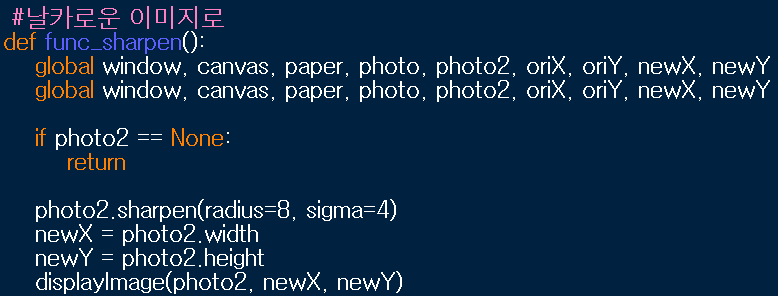 #날카로운 이미지로
def func_sharpen():
    global window, canvas, paper, photo, photo2, oriX, oriY, newX, newY
    global window, canvas, paper, photo, photo2, oriX, oriY, newX, newY
    if photo2 == None:
        return
    photo2.sharpen(radius=8, sigma=4)
    newX = photo2.width
    newY = photo2.height
    displayImage(photo2, newX, newY)